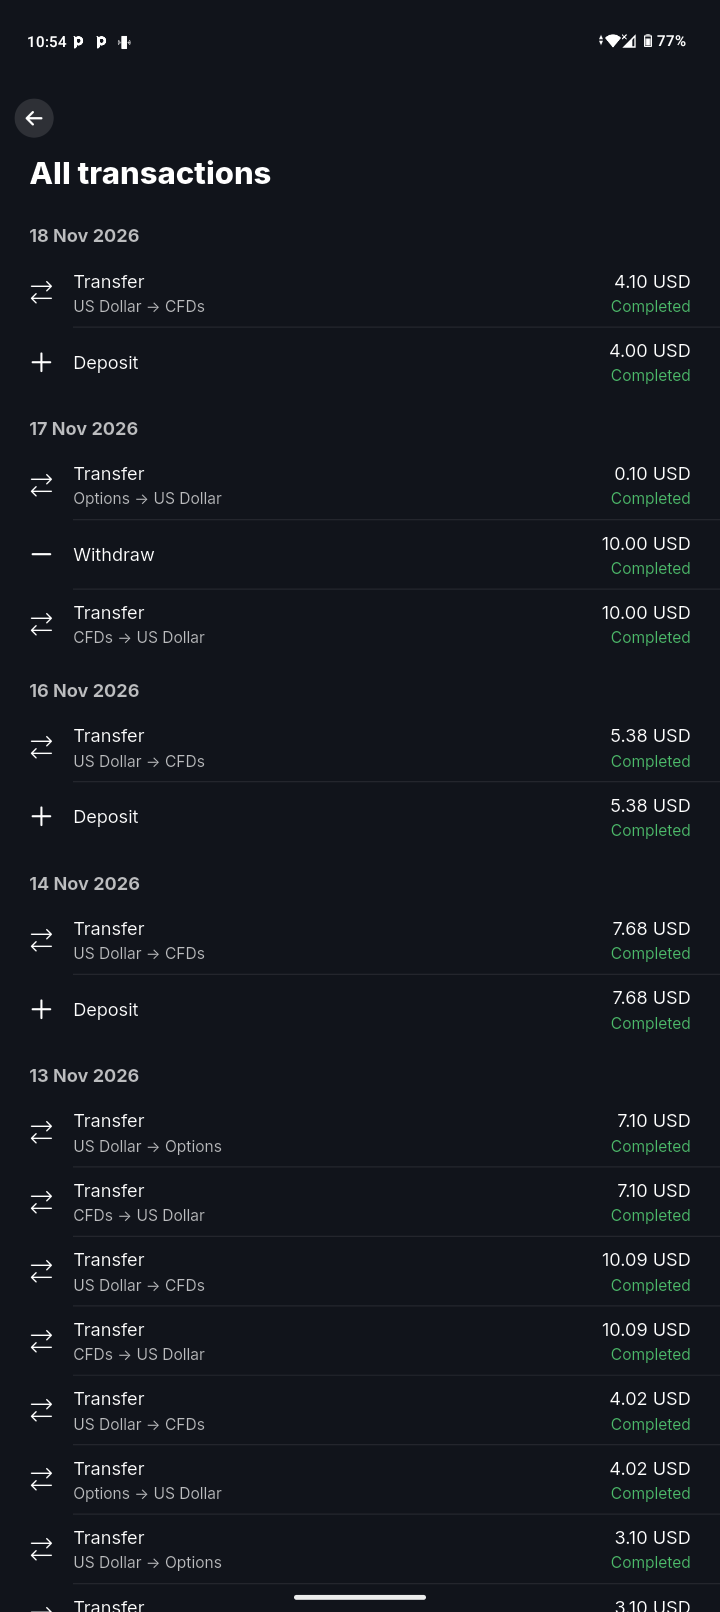 10:54
77%
All transactions
18 Nov 2026
Transfer 4.10 USD
US Dollar → CFDs Completed
Deposit 4.00 USD
Completed
17 Nov 2026
Transfer 0.10 USD
Options → US Dollar Completed
Withdraw 10.00 USD
Completed
Transfer 10.00 USD
CFDs → US Dollar Completed
16 Nov 2026
Transfer 5.38 USD
US Dollar → CFDs Completed
Deposit 5.38 USD
Completed
14 Nov 2026
Transfer 7.68 USD
US Dollar → CFDs Completed
Deposit 7.68 USD
Completed
13 Nov 2026
Transfer 7.10 USD
US Dollar → Options Completed
Transfer 7.10 USD
CFDs → US Dollar Completed
Transfer 10.09 USD
US Dollar → CFDs Completed
Transfer 10.09 USD
CFDs → US Dollar Completed
Transfer 4.02 USD
US Dollar → CFDs Completed
Transfer 4.02 USD
Options → US Dollar Completed
Transfer 3.10 USD
US Dollar → Options Completed
Transfer 3.10 USD